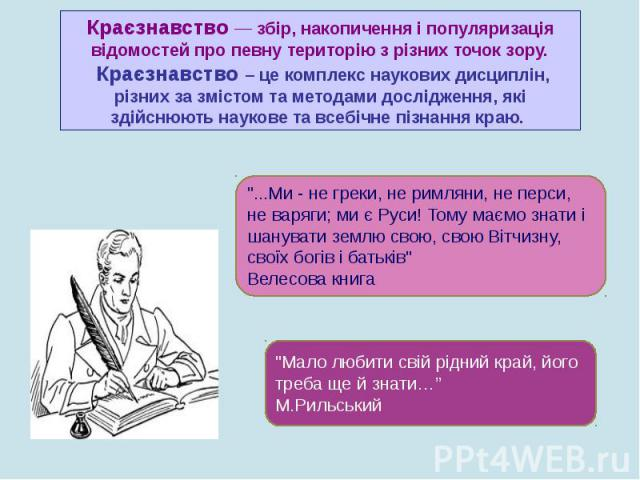 Краєзнавство — збір, накопичення і популяризація
відомостей про певну територію з різних точок зору.
Краєзнавство – це комплекс наукових дисциплін,
різних за змістом та методами дослідження, які
здійснюють наукове та всебічне пізнання краю.
"...Ми - не греки, не римляни, не перси,
не варяги; ми є Руси! Тому маємо знати і
шанувати землю свою, свою Вітчизну,
своїх богів і батьків"
Велесова книга
"Мало любити свій рідний край, його
треба ще й знати…”
М.Рильський
PPt4WEB.ru